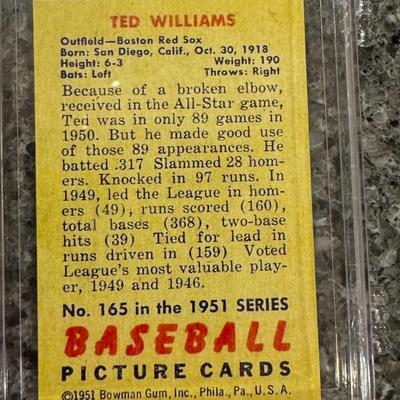 TED WILLIAMS
Outfield—Boston Red Sox
Born: San Diego, Calif., Oct. 30, 1918
Height: 6-3 Weight: 190
Bats: Left Throws: Right
Because of a broken elbow,
received in the All-Star game,
Ted was in only 89 games in
1950. But he made good use
of those 89 appearances. He
batted .317 Slammed 28 hom-
ers. Knocked in 97 runs. In
1949, led the League in hom-
ers (49), runs scored (160),
total bases (368), two-base
hits (39) Tied for lead in
runs driven in (159) Voted
League's most valuable play-
er, 1949 and 1946.
No. 165 in the 1951 SERIES
BASEBALL
PICTURE CARDS
©1951 Bowman Gum, Inc., Phila., Pa., U. S. A.